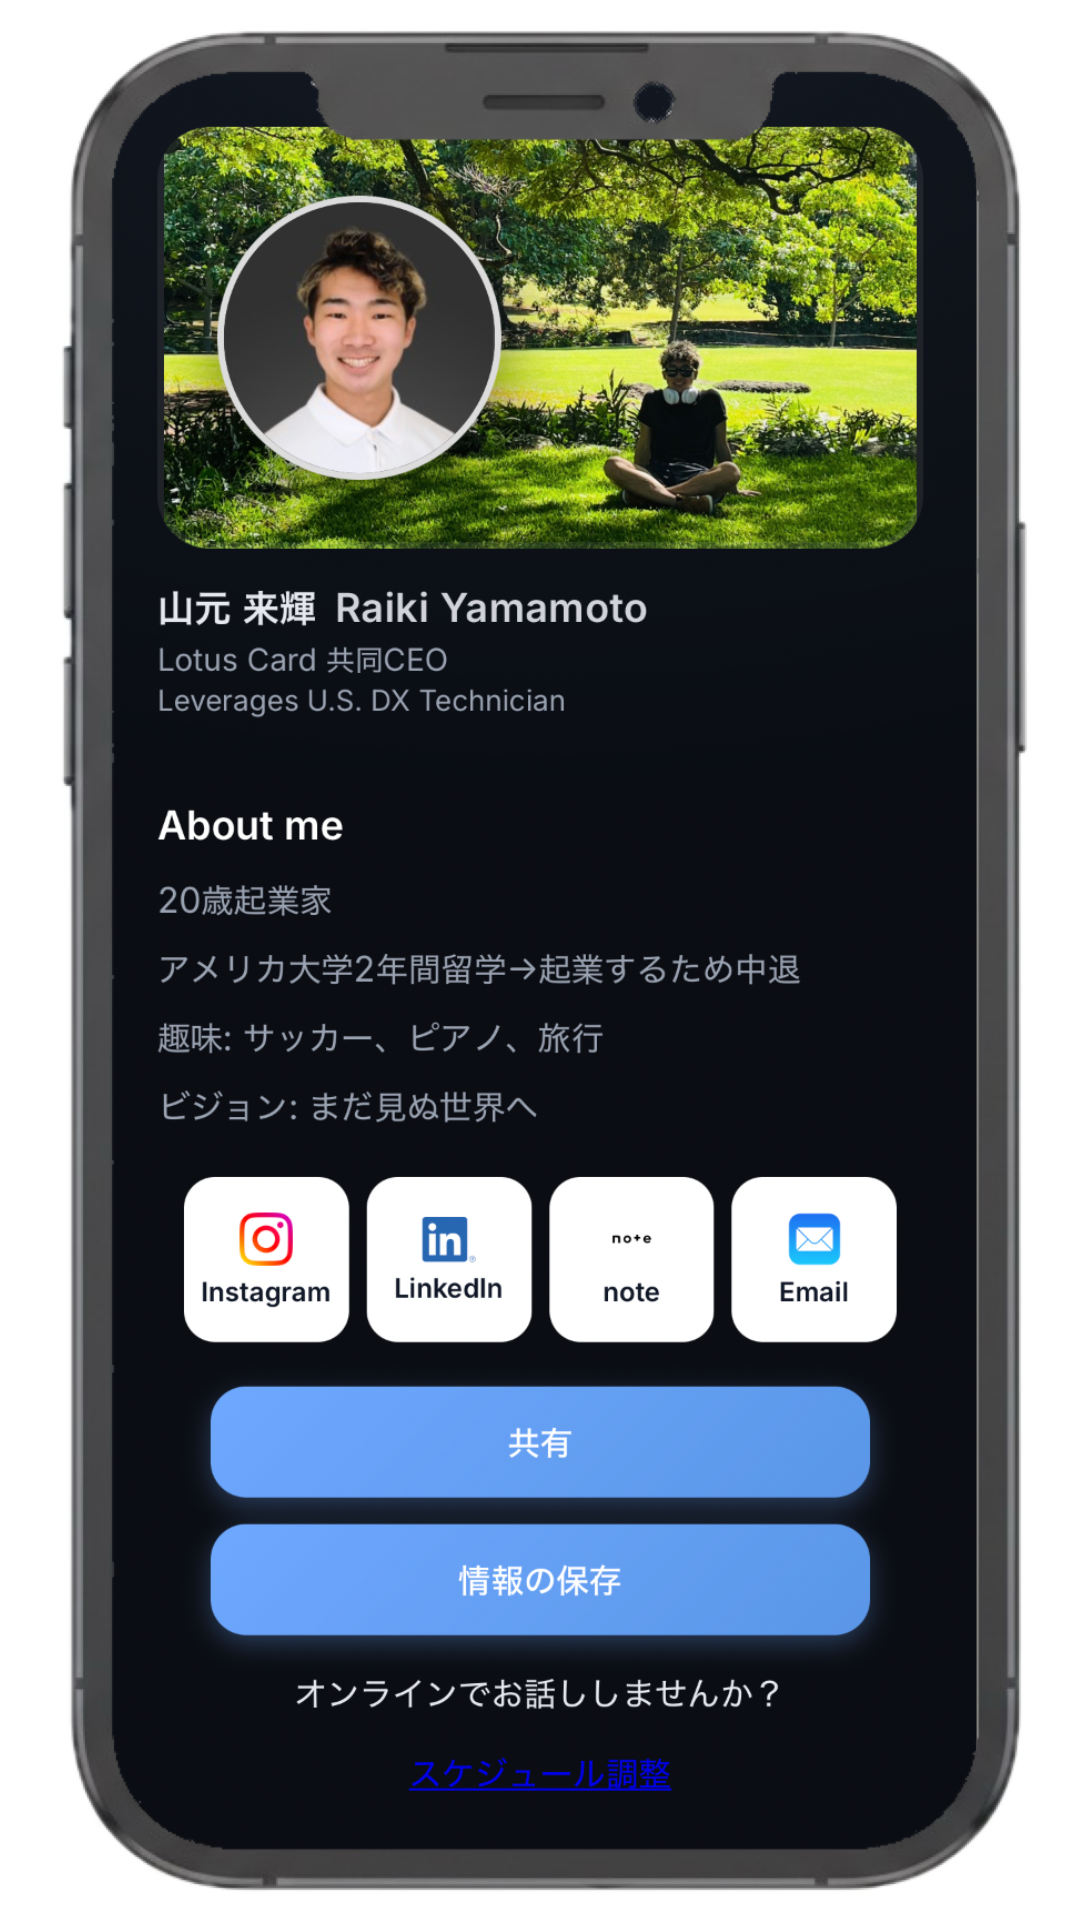 山元 来輝 Raiki Yamamoto
Lotus Card 共同CEO
Leverages U.S. DX Technician
About me
20歳起業家
アメリカ大学2年間留学→起業するため中退
趣味: サッカー、ピアノ、旅行
ビジョン: まだ見ぬ世界へ
in
note
Instagram
LinkedIn
note
Email
共有
情報の保存
オンラインでお話ししませんか？
スケジュール調整